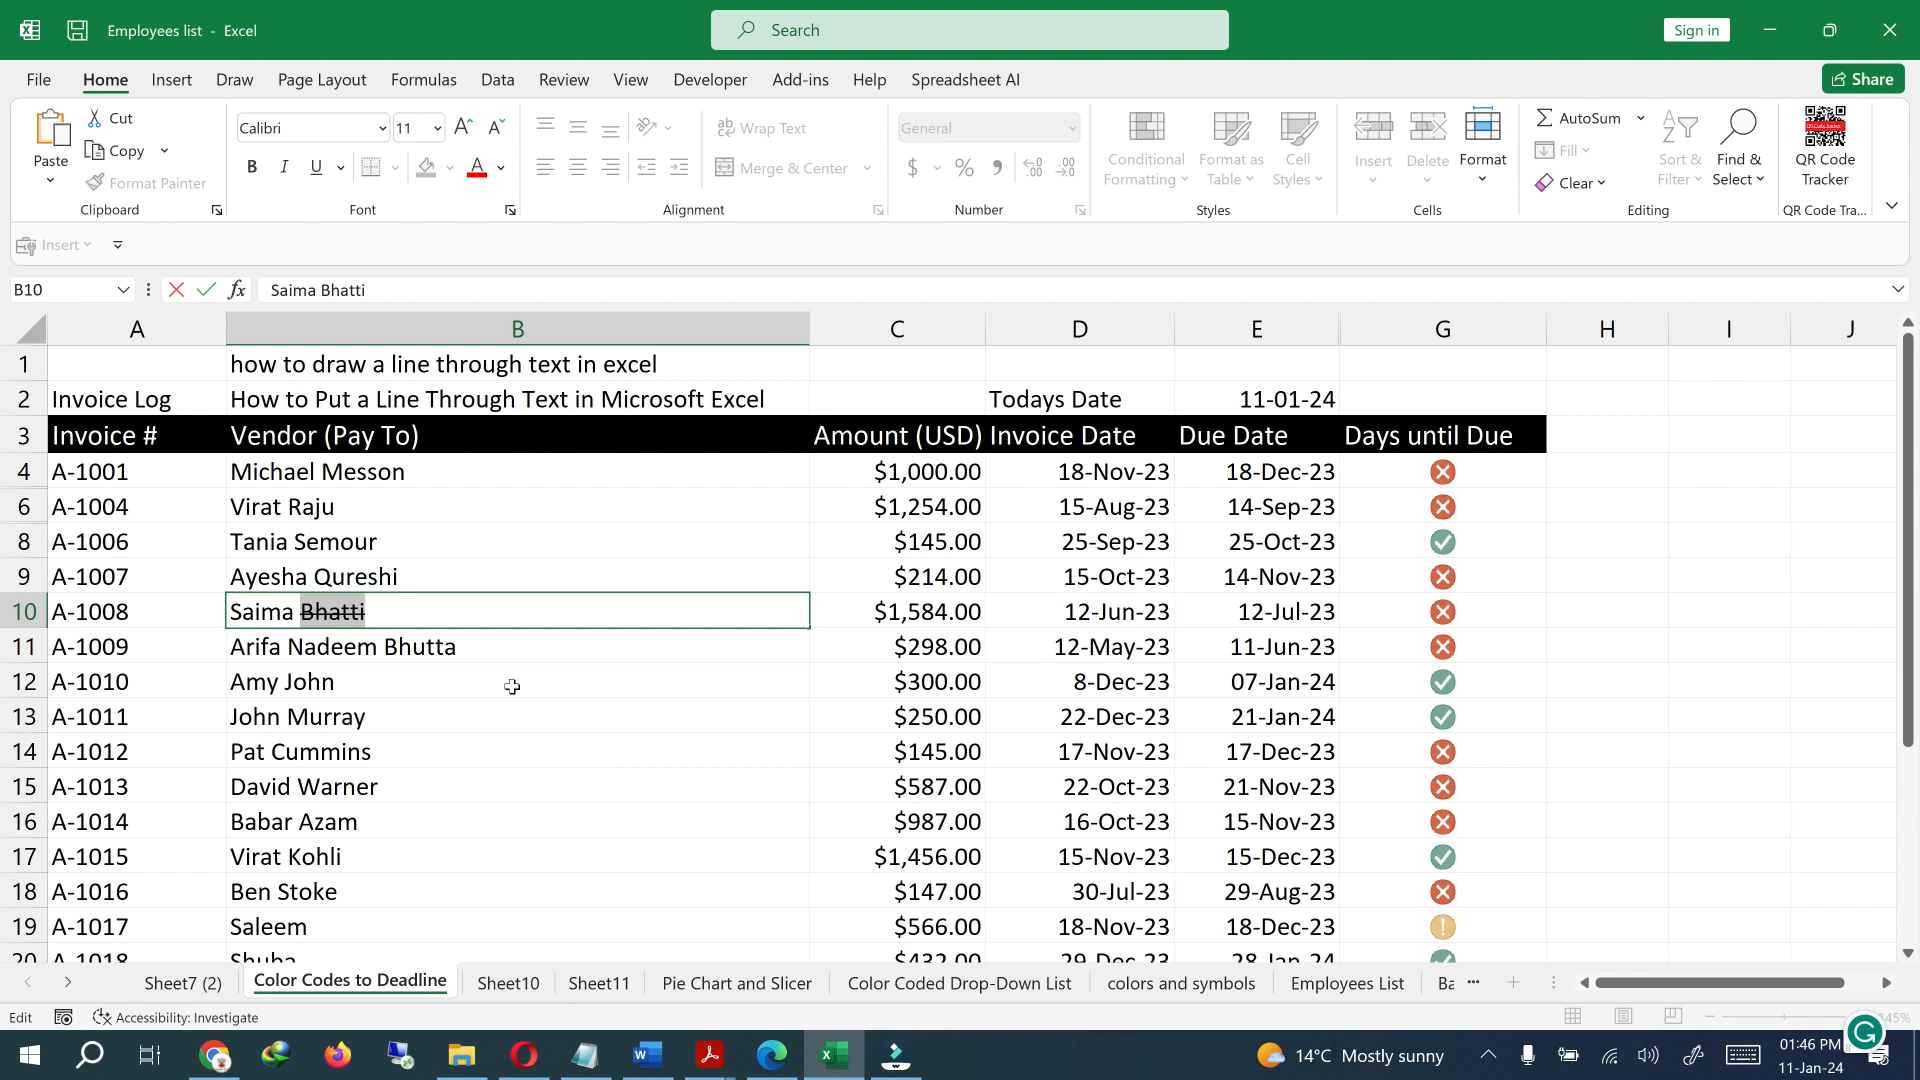 Employees list - Excel
Search
Sign in
File Home Insert Draw Page Layout Formulas Data Review View Developer Add-ins Help Spreadsheet AI
Share
Paste
Cut
Copy
Format Painter
Clipboard
Calibri 11
B I U A
Font
Wrap Text
Merge & Center
Alignment
General
$ % ,
Number
Conditional Formatting
Format as Table
Cell Styles
Styles
Insert Delete Format
Cells
AutoSum
Fill
Clear
Sort & Filter
Find & Select
Editing
QR Code Tracker
QR Code Tra...
Insert
B10 fx Saima Bhatti
A B C D E G H I J
1 how to draw a line through text in excel
2 Invoice Log How to Put a Line Through Text in Microsoft Excel Todays Date 11-01-24
3 Invoice # Vendor (Pay To) Amount (USD) Invoice Date Due Date Days until Due
4 A-1001 Michael Messon $1,000.00 18-Nov-23 18-Dec-23
6 A-1004 Virat Raju $1,254.00 15-Aug-23 14-Sep-23
8 A-1006 Tania Semour $145.00 25-Sep-23 25-Oct-23
9 A-1007 Ayesha Qureshi $214.00 15-Oct-23 14-Nov-23
10 A-1008 Saima Bhatti $1,584.00 12-Jun-23 12-Jul-23
11 A-1009 Arifa Nadeem Bhutta $298.00 12-May-23 11-Jun-23
12 A-1010 Amy John $300.00 8-Dec-23 07-Jan-24
13 A-1011 John Murray $250.00 22-Dec-23 21-Jan-24
14 A-1012 Pat Cummins $145.00 17-Nov-23 17-Dec-23
15 A-1013 David Warner $587.00 22-Oct-23 21-Nov-23
16 A-1014 Babar Azam $987.00 16-Oct-23 15-Nov-23
17 A-1015 Virat Kohli $1,456.00 15-Nov-23 15-Dec-23
18 A-1016 Ben Stoke $147.00 30-Jul-23 29-Aug-23
19 A-1017 Saleem $566.00 18-Nov-23 18-Dec-23
20 A-1018 Shuba $432.00 29-Dec-23 28-Jan-24
Sheet7 (2) Color Codes to Deadline Sheet10 Sheet11 Pie Chart and Slicer Color Coded Drop-Down List colors and symbols Employees List Ba ...
Edit Accessibility: Investigate 145%
14°C Mostly sunny
01:46 PM
11-Jan-24